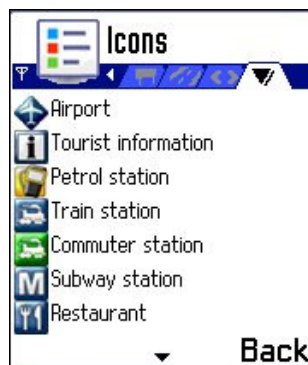 Icons
Airport
Tourist information
Petrol station
Train station
Commuter station
M Subway station
Restaurant
Back